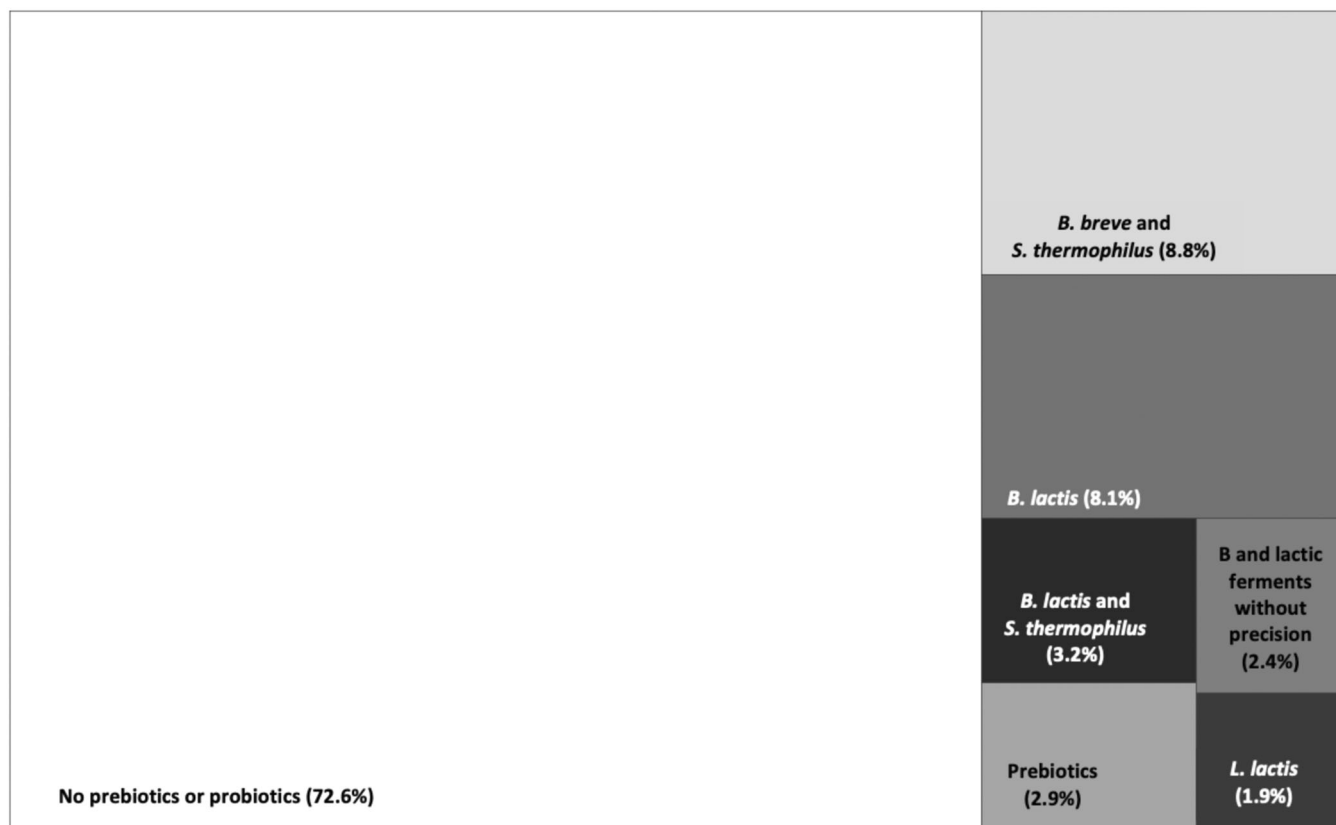 B. breve and
S. thermophilus (8.8%)
B. lactis (8.1%)
B. lactis and
S. thermophilus
(3.2%)
B and lactic
ferments
without
precision
(2.4%)
No prebiotics or probiotics (72.6%)
Prebiotics
(2.9%)
L. lactis
(1.9%)